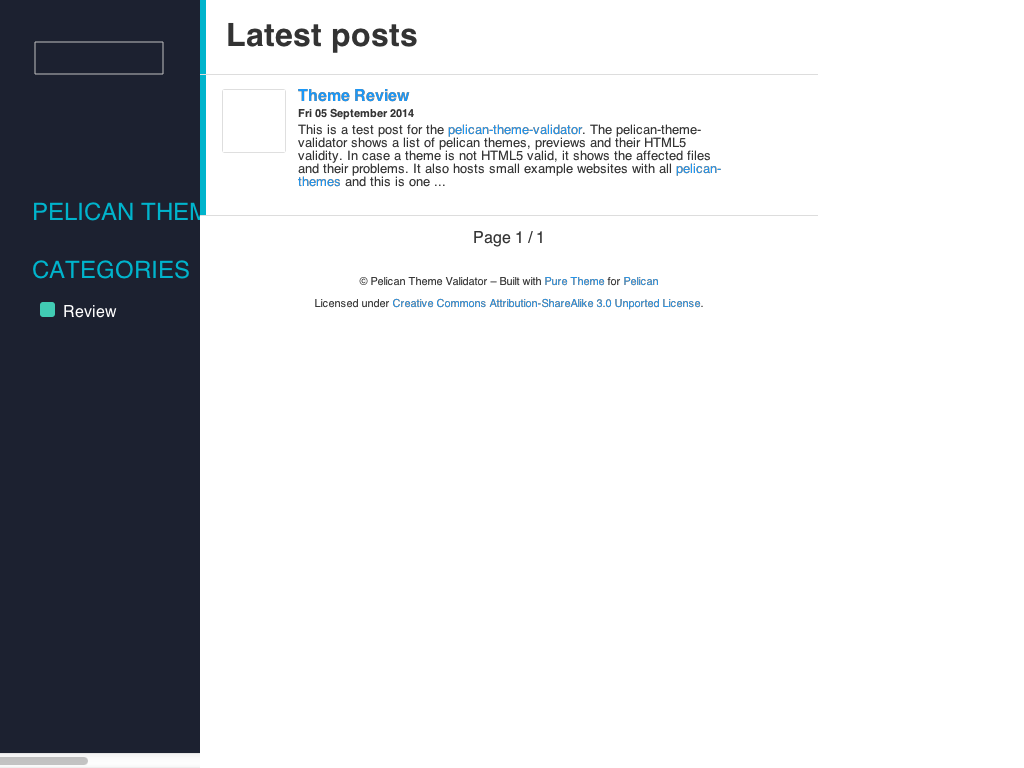 PELICAN THEM
CATEGORIES
Review
Latest posts
Theme Review
Fri 05 September 2014
This is a test post for the pelican-theme-validator. The pelican-theme-
validator shows a list of pelican themes, previews and their HTML5
validity. In case a theme is not HTML5 valid, it shows the affected files
and their problems. It also hosts small example websites with all pelican-
themes and this is one ...
Page 1 / 1
© Pelican Theme Validator – Built with Pure Theme for Pelican
Licensed under Creative Commons Attribution-ShareAlike 3.0 Unported License.